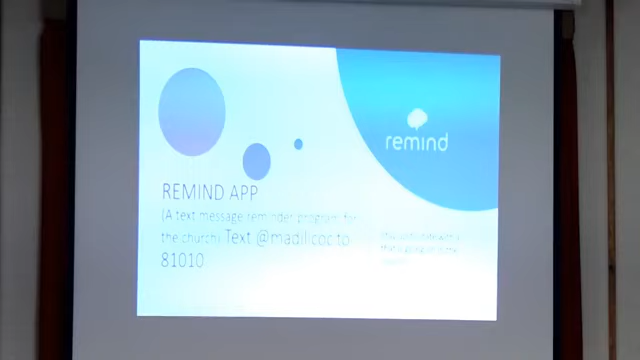 remind
REMIND APP
(A text message reminder program for
the church) Text @madilicoc to
81010